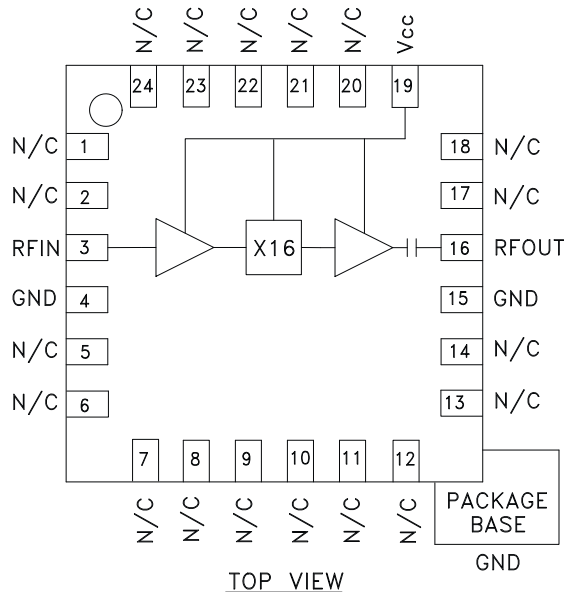 N/C N/C N/C N/C N/C Vcc
24 23 22 21 20 19
N/C 1 18 N/C
N/C 2 17 N/C
RFIN 3 X16 16 RFOUT
GND 4 15 GND
N/C 5 14 N/C
N/C 6 13 N/C
7 8 9 10 11 12
N/C N/C N/C N/C N/C N/C
PACKAGE
BASE
GND
TOP VIEW